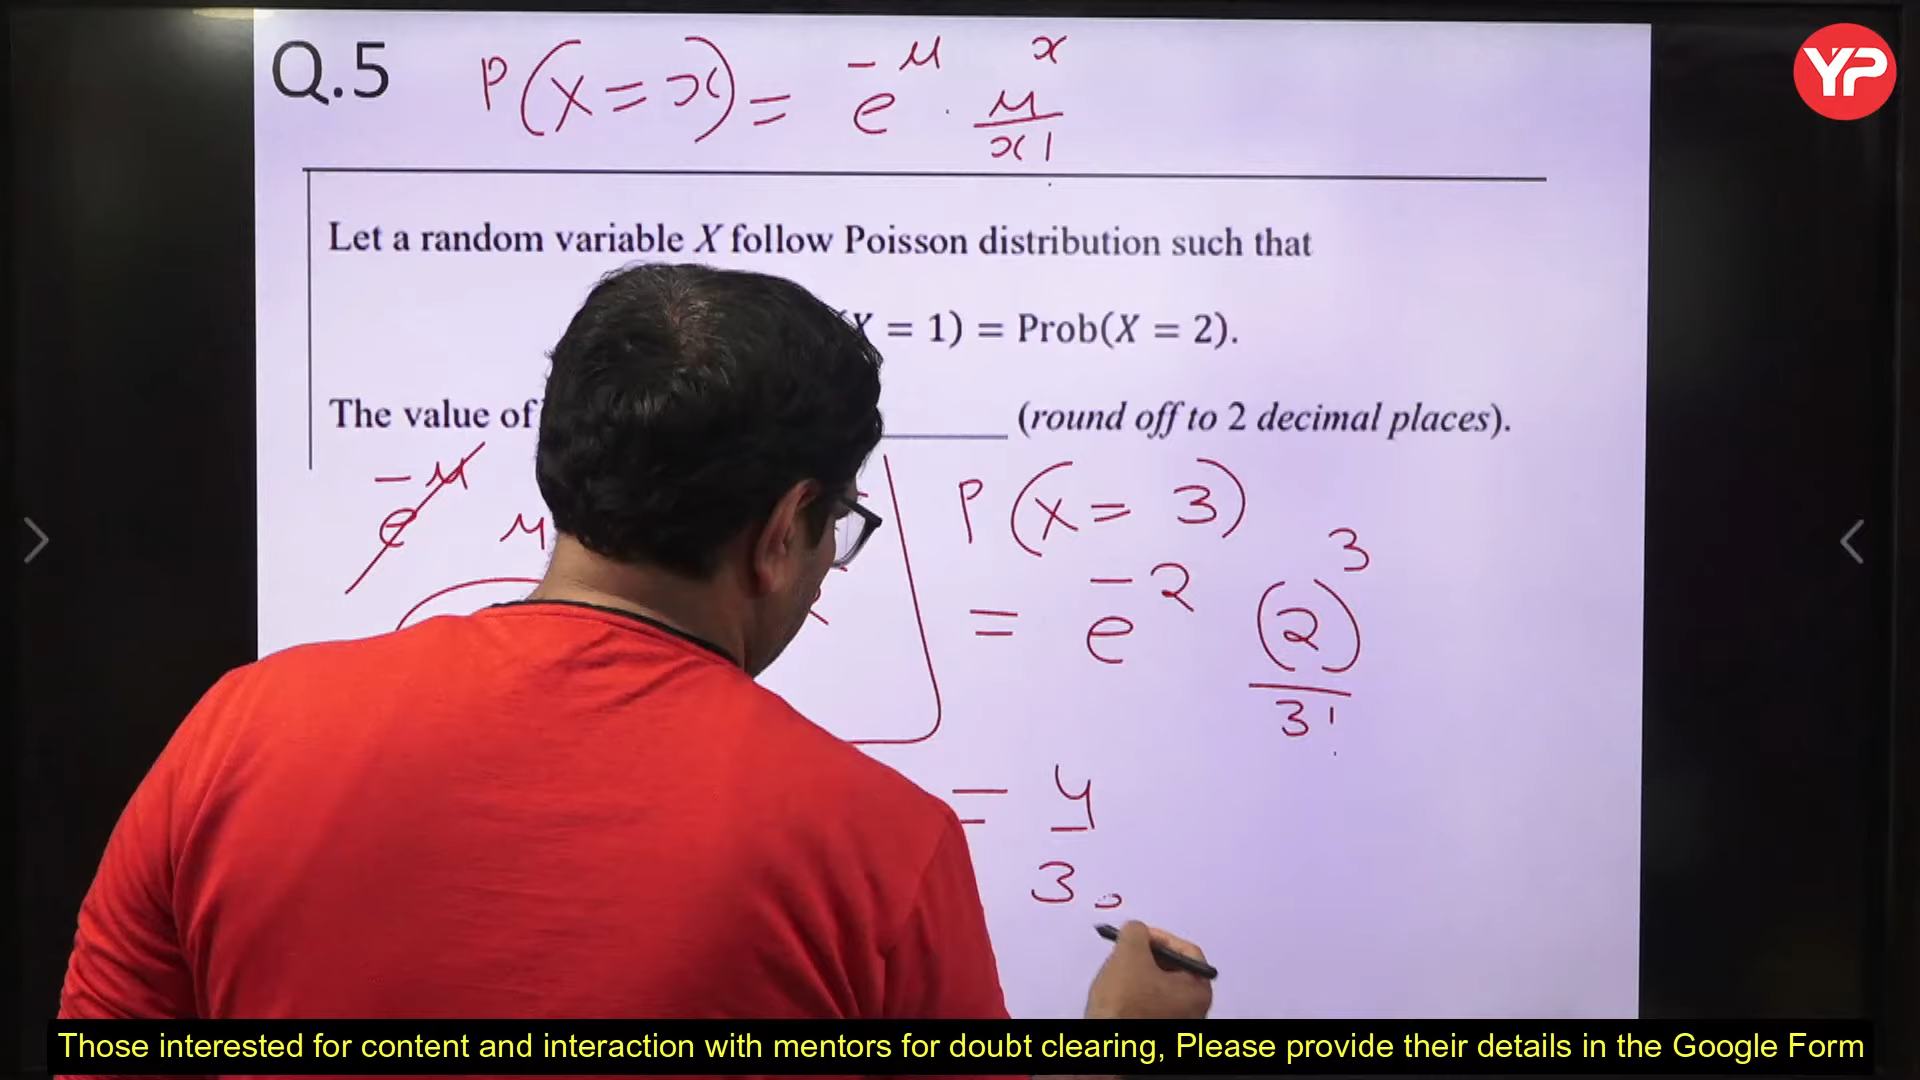 Q.5
P(X = x) = e^-μ . μ^x / x!
YP
Let a random variable X follow Poisson distribution such that
X = 1) = Prob(X = 2).
The value of (round off to 2 decimal places).
e^-μ μ
P(X = 3)
= e^-2 (2)^3 / 3!
= 4 / 3
Those interested for content and interaction with mentors for doubt clearing, Please provide their details in the Google Form